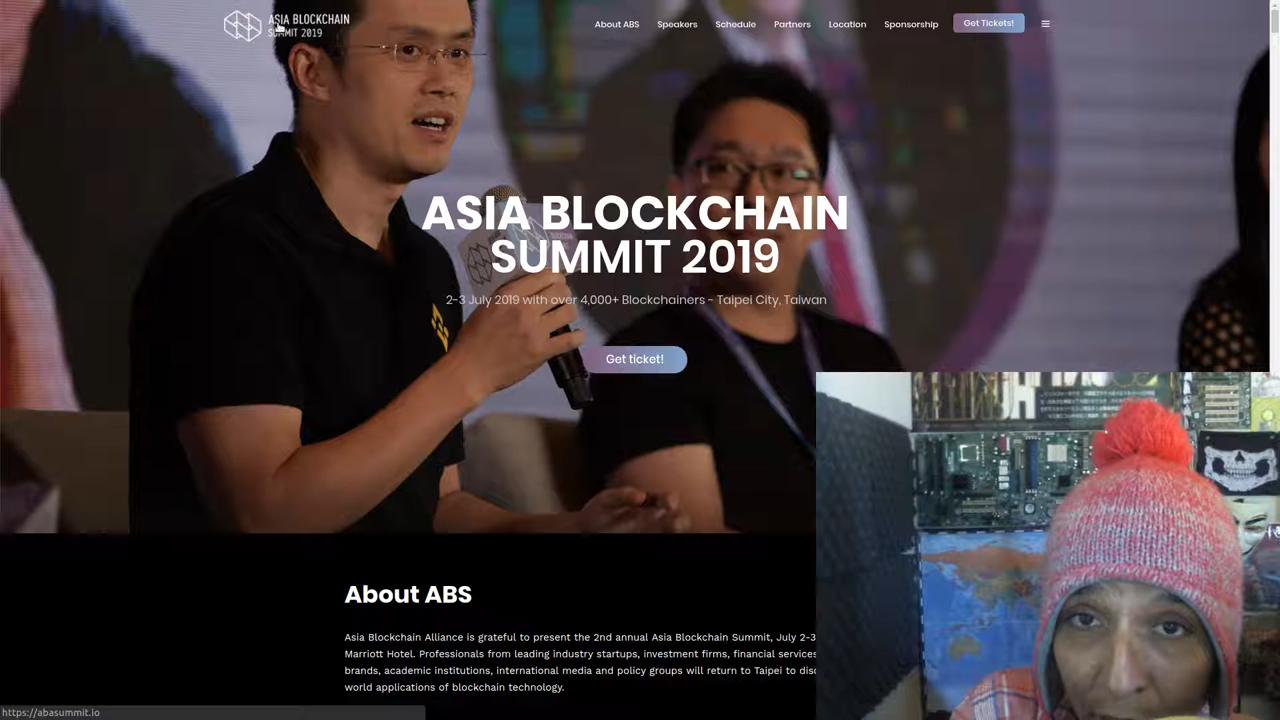 ASIA BLOCKCHAIN
SUMMIT 2019
About ABS
Speakers
Schedule
Partners
Location
Sponsorship
Get Tickets!
ASIA BLOCKCHAIN
SUMMIT 2019
2-3 July 2019 with over 4,000+ Blockchainers - Taipei City, Taiwan
Get ticket!
About ABS
Asia Blockchain Alliance is grateful to present the 2nd annual Asia Blockchain Summit, July 2-3
Marriott Hotel. Professionals from leading industry startups, investment firms, financial services
brands, academic institutions, international media and policy groups will return to Taipei to
world applications of blockchain technology.
https://abasummit.io